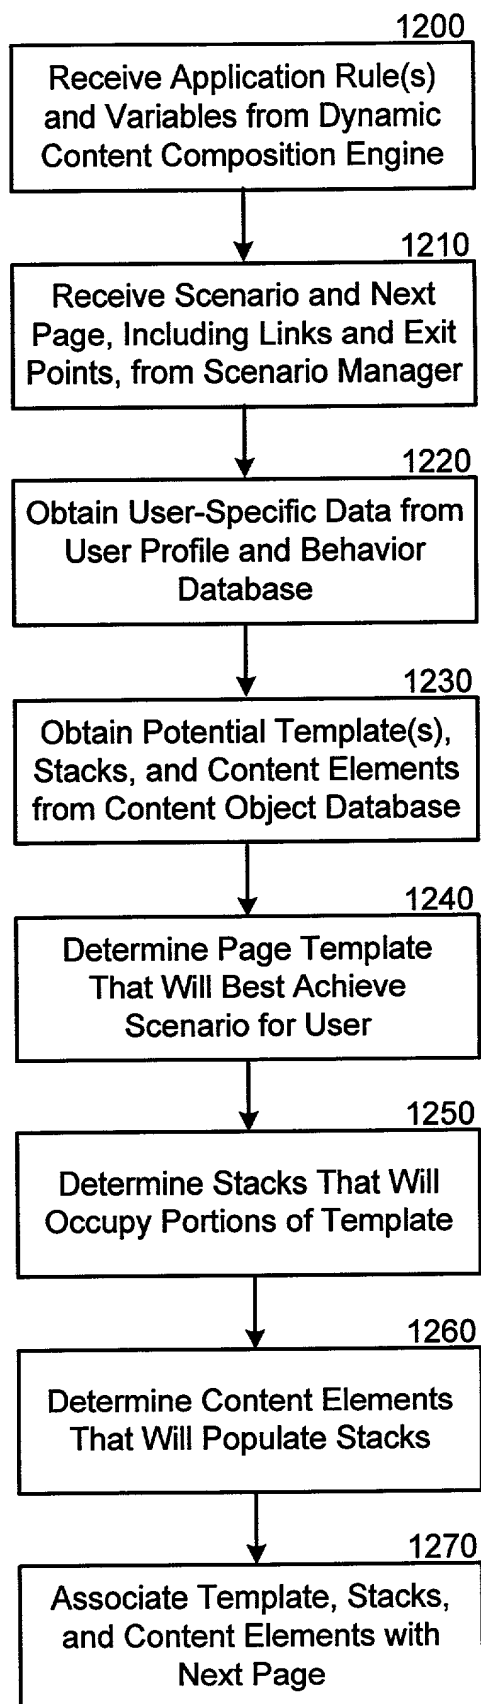 1200
Receive Application Rule(s)
and Variables from Dynamic
Content Composition Engine
1210
Receive Scenario and Next
Page, Including Links and Exit
Points, from Scenario Manager
1220
Obtain User-Specific Data from
User Profile and Behavior
Database
1230
Obtain Potential Template(s),
Stacks, and Content Elements
from Content Object Database
1240
Determine Page Template
That Will Best Achieve
Scenario for User
1250
Determine Stacks That Will
Occupy Portions of Template
1260
Determine Content Elements
That Will Populate Stacks
1270
Associate Template, Stacks,
and Content Elements with
Next Page